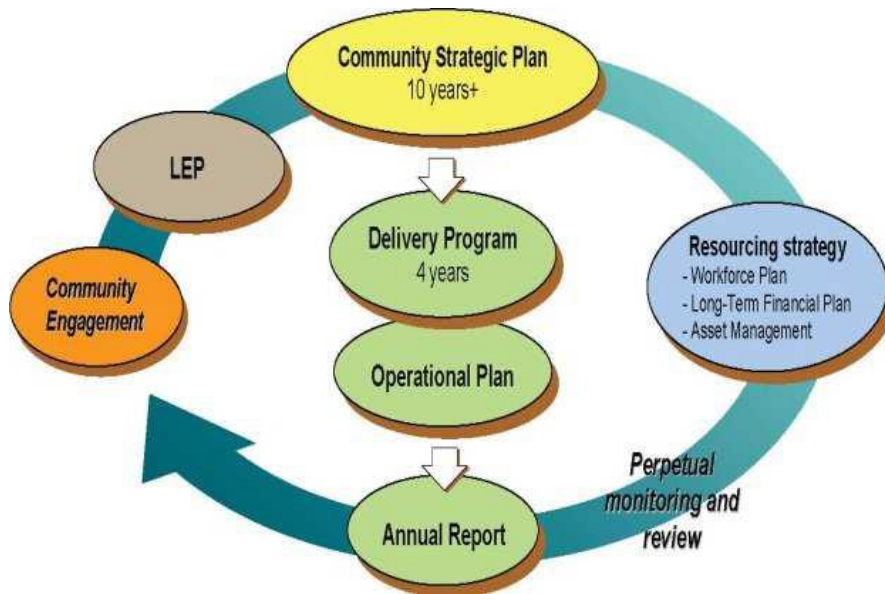 Community Strategic Plan
10 years+
LEP
Community
Engagement
Delivery Program
4 years
Operational Plan
Annual Report
Resourcing strategy
- Workforce Plan
- Long-Term Financial Plan
- Asset Management
Perpetual
monitoring and
review